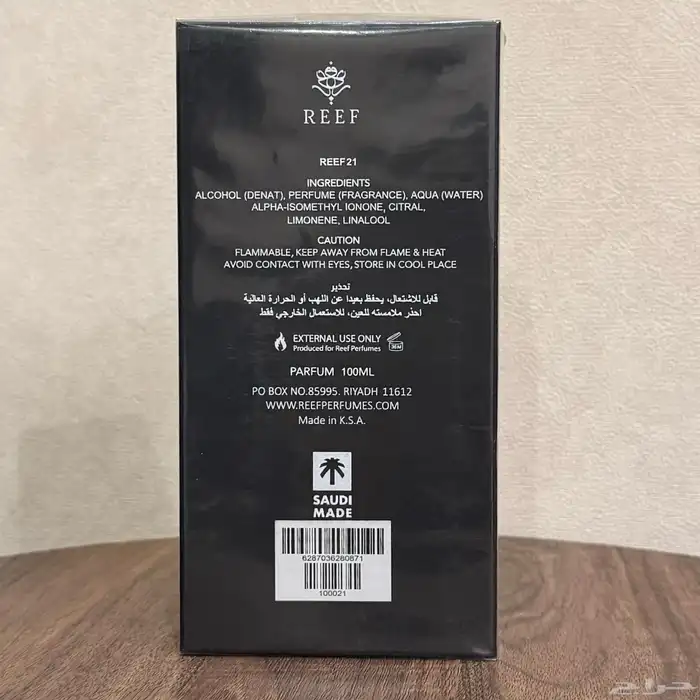 REEF
REEF21
INGREDIENTS
ALCOHOL (DENAT), PERFUME (FRAGRANCE), AQUA (WATER)
ALPHA-ISOMETHYL IONONE, CITRAL,
LIMONENE, LINALOOL
CAUTION
FLAMMABLE, KEEP AWAY FROM FLAME & HEAT
AVOID CONTACT WITH EYES, STORE IN COOL PLACE
تحذير
قابل للاشتعال، يحفظ بعيدا عن اللهب أو الحرارة العالية
احذر ملامسته للعين، للاستعمال الخارجي فقط
EXTERNAL USE ONLY
Produced for Reef Perfumes
36M
PARFUM 100ML
PO BOX NO.85995. RIYADH 11612
WWW.REEFPERFUMES.COM
Made in K.S.A.
SAUDI
MADE
6287036280871
100021
حراج